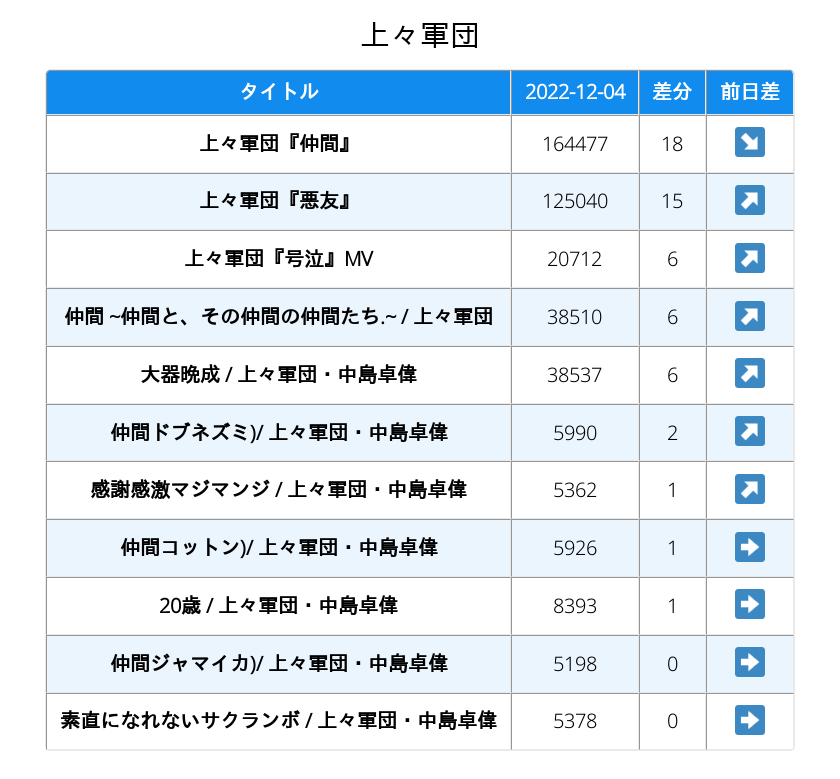 上々軍団
タイトル 2022-12-04 差分 前日差
上々軍団『仲間』 164477 18 ↘
上々軍団『悪友』 125040 15 ↗
上々軍団『号泣』MV 20712 6 ↗
仲間 ~仲間と、その仲間の仲間たち.~ / 上々軍団 38510 6 ↗
大器晩成 / 上々軍団・中島卓偉 38537 6 ↗
仲間ドブネズミ)/ 上々軍団・中島卓偉 5990 2 ↗
感謝感激マジマンジ / 上々軍団・中島卓偉 5362 1 ↗
仲間コットン)/ 上々軍団・中島卓偉 5926 1 ➡
20歳 / 上々軍団・中島卓偉 8393 1 ➡
仲間ジャマイカ)/ 上々軍団・中島卓偉 5198 0 ➡
素直になれないサクランボ / 上々軍団・中島卓偉 5378 0 ➡